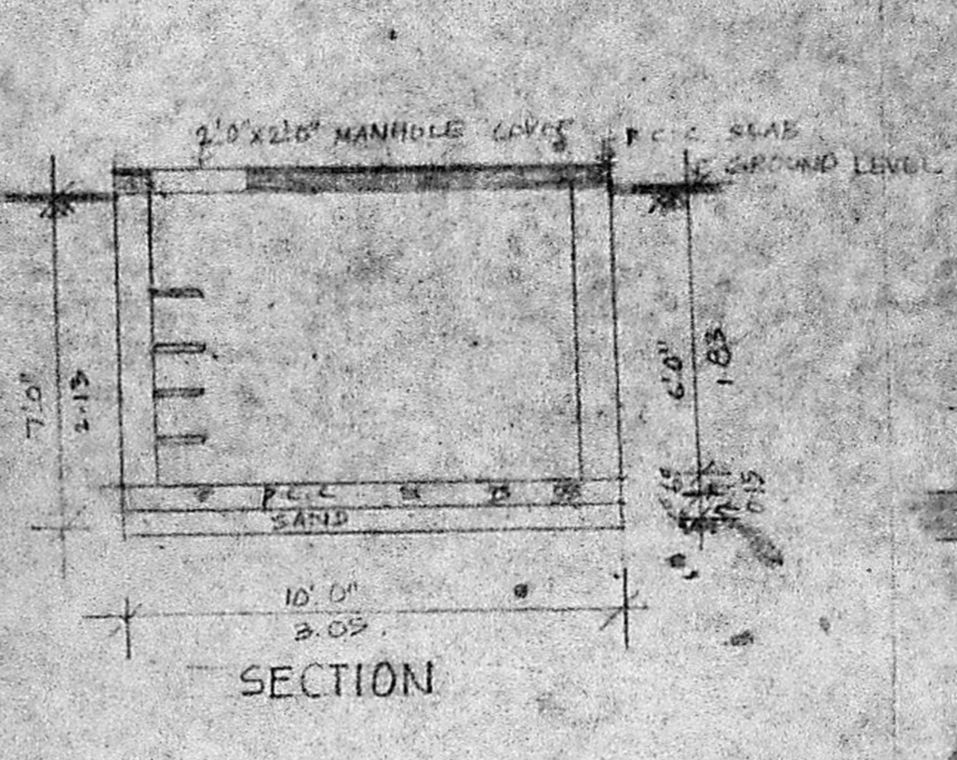 2'0"X2'0" MANHOLE COVER
P.C.C. SLAB
GROUND LEVEL
7'0"
2.13
6'0"
1.83
0.15
P.C.C
SAND
10'0"
3.05
SECTION